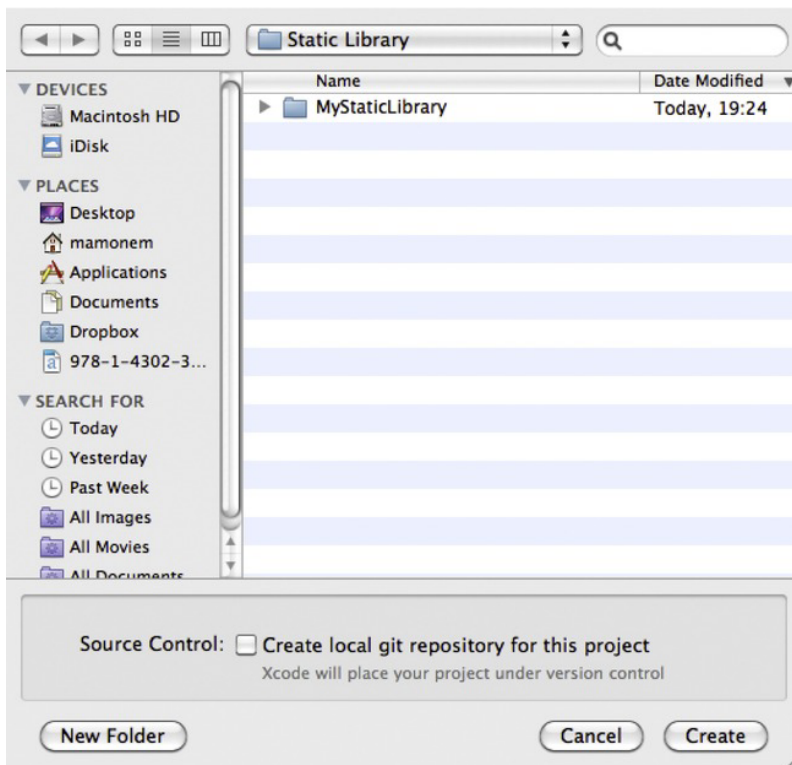 Static Library
Name
Date Modified
DEVICES
Macintosh HD
iDisk
PLACES
Desktop
mamonem
Applications
Documents
Dropbox
978-1-4302-3...
SEARCH FOR
Today
Yesterday
Past Week
All Images
All Movies
All Documents
MyStaticLibrary
Today, 19:24
Source Control:
Create local git repository for this project
Xcode will place your project under version control
New Folder
Cancel
Create